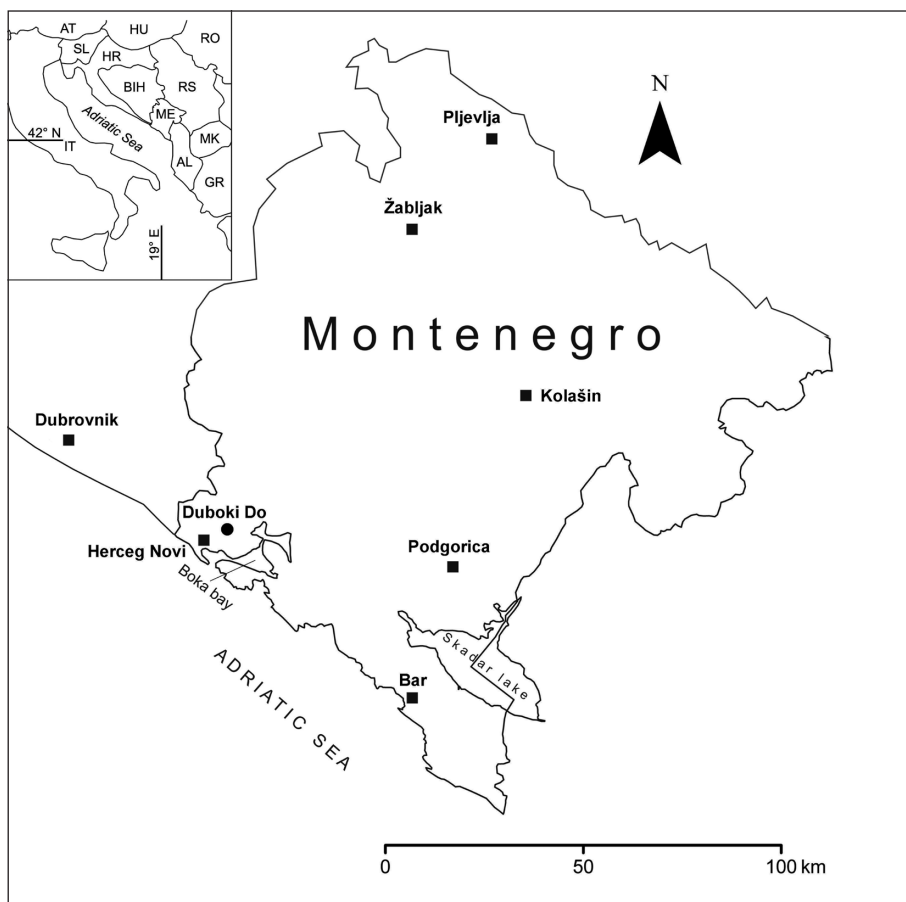 AT
HU
RO
SL
HR
BIH
RS
ME
Adriatic Sea
42° N
IT
MK
AL
GR
19° E
N
Pljevlja
Žabljak
Montenegro
Kolašin
Dubrovnik
Duboki Do
Herceg Novi
Boka bay
Podgorica
Skadar lake
Bar
ADRIATIC SEA
0 50 100 km